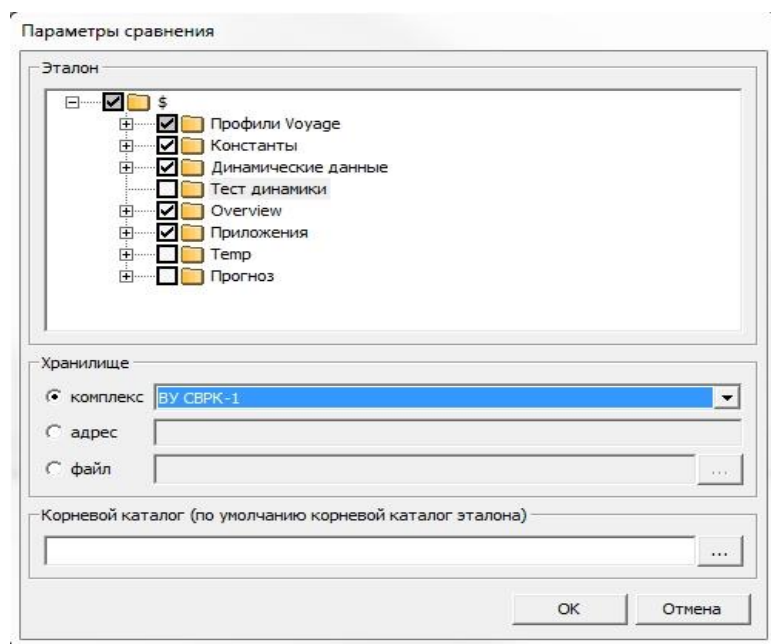 Параметры сравнения
Эталон
$
Профили Voyage
Константы
Динамические данные
Тест динамики
Overview
Приложения
Temp
Прогноз
Хранилище
комплекс ВУ СВРК-1
адрес
файл ...
Корневой каталог (по умолчанию корневой каталог эталона)
...
OK Отмена